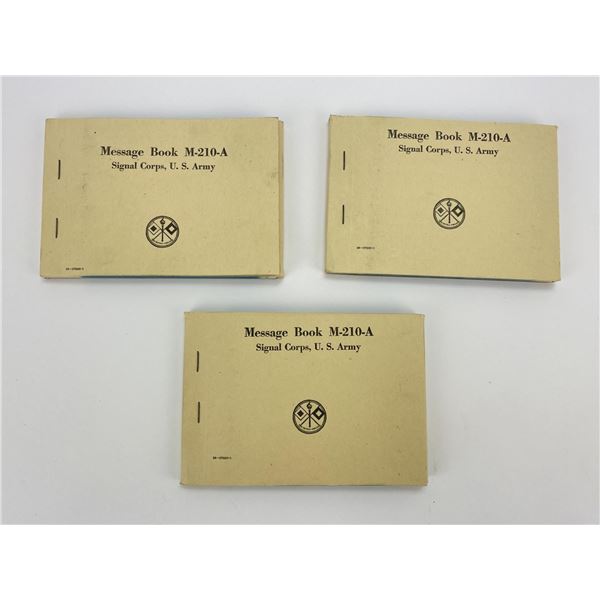 Message Book M-210-A
Signal Corps, U. S. Army
Message Book M-210-A
Signal Corps, U. S. Army
Message Book M-210-A
Signal Corps, U. S. Army